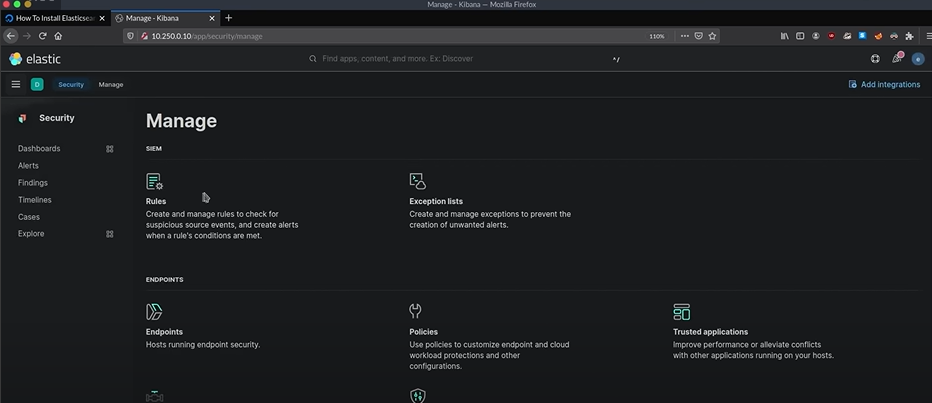 Manage - Kibana — Mozilla Firefox
How To Install Elasticsear
Manage - Kibana
10.250.0.10/app/security/manage
110%
elastic
Find apps, content, and more. Ex: Discover
^/
e
D
Security
Manage
Add integrations
Security
Dashboards
Alerts
Findings
Timelines
Cases
Explore
Manage
SIEM
Rules
Create and manage rules to check for
suspicious source events, and create alerts
when a rule's conditions are met.
Exception lists
Create and manage exceptions to prevent the
creation of unwanted alerts.
ENDPOINTS
Endpoints
Hosts running endpoint security.
Policies
Use policies to customize endpoint and cloud
workload protections and other
configurations.
Trusted applications
Improve performance or alleviate conflicts
with other applications running on your hosts.